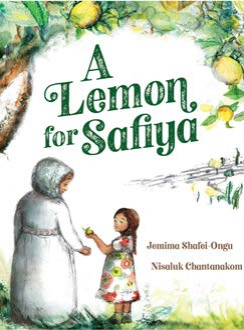 A
Lemon
for Safiya
Jemima Shafei-Ongu
Nisaluk Chantanakom